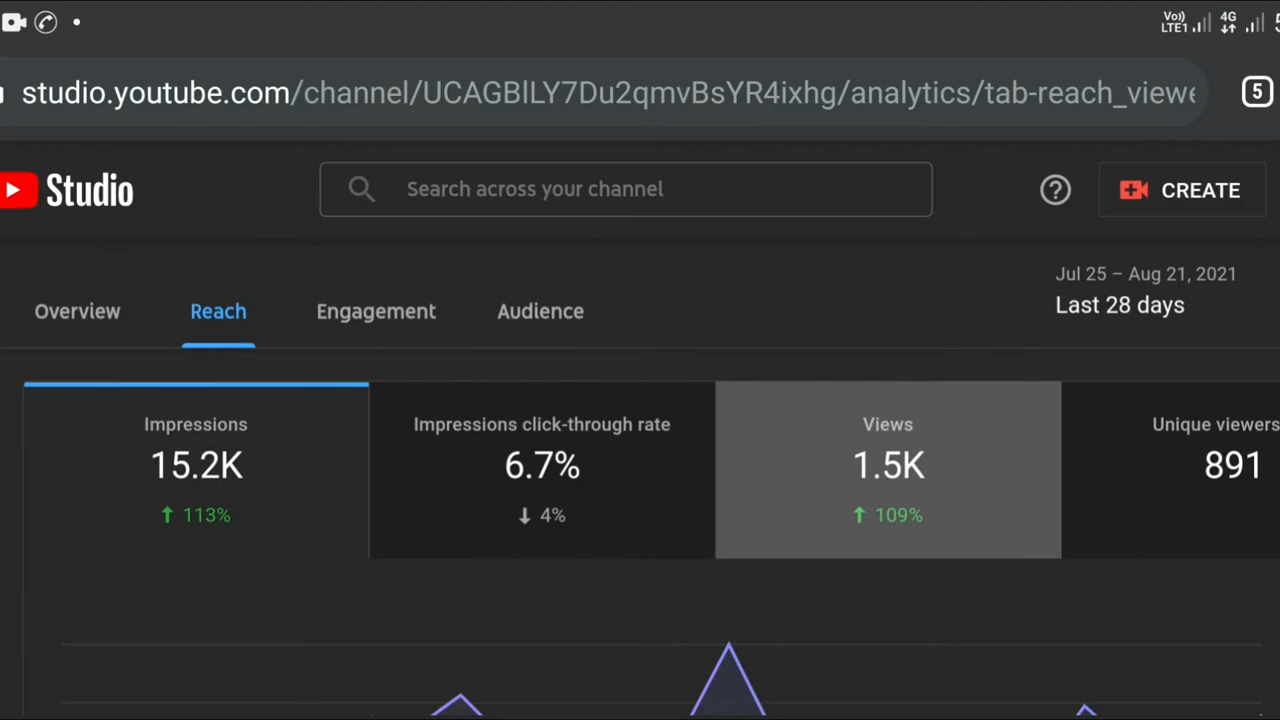 Vo)) 4G
LTE1
studio.youtube.com/channel/UCAGBlLY7Du2qmvBsYR4ixhg/analytics/tab-reach_viewe
5
Studio
Search across your channel
CREATE
Jul 25 – Aug 21, 2021
Last 28 days
Overview Reach Engagement Audience
Impressions Impressions click-through rate Views Unique viewers
15.2K 6.7% 1.5K 891
113% 4% 109%